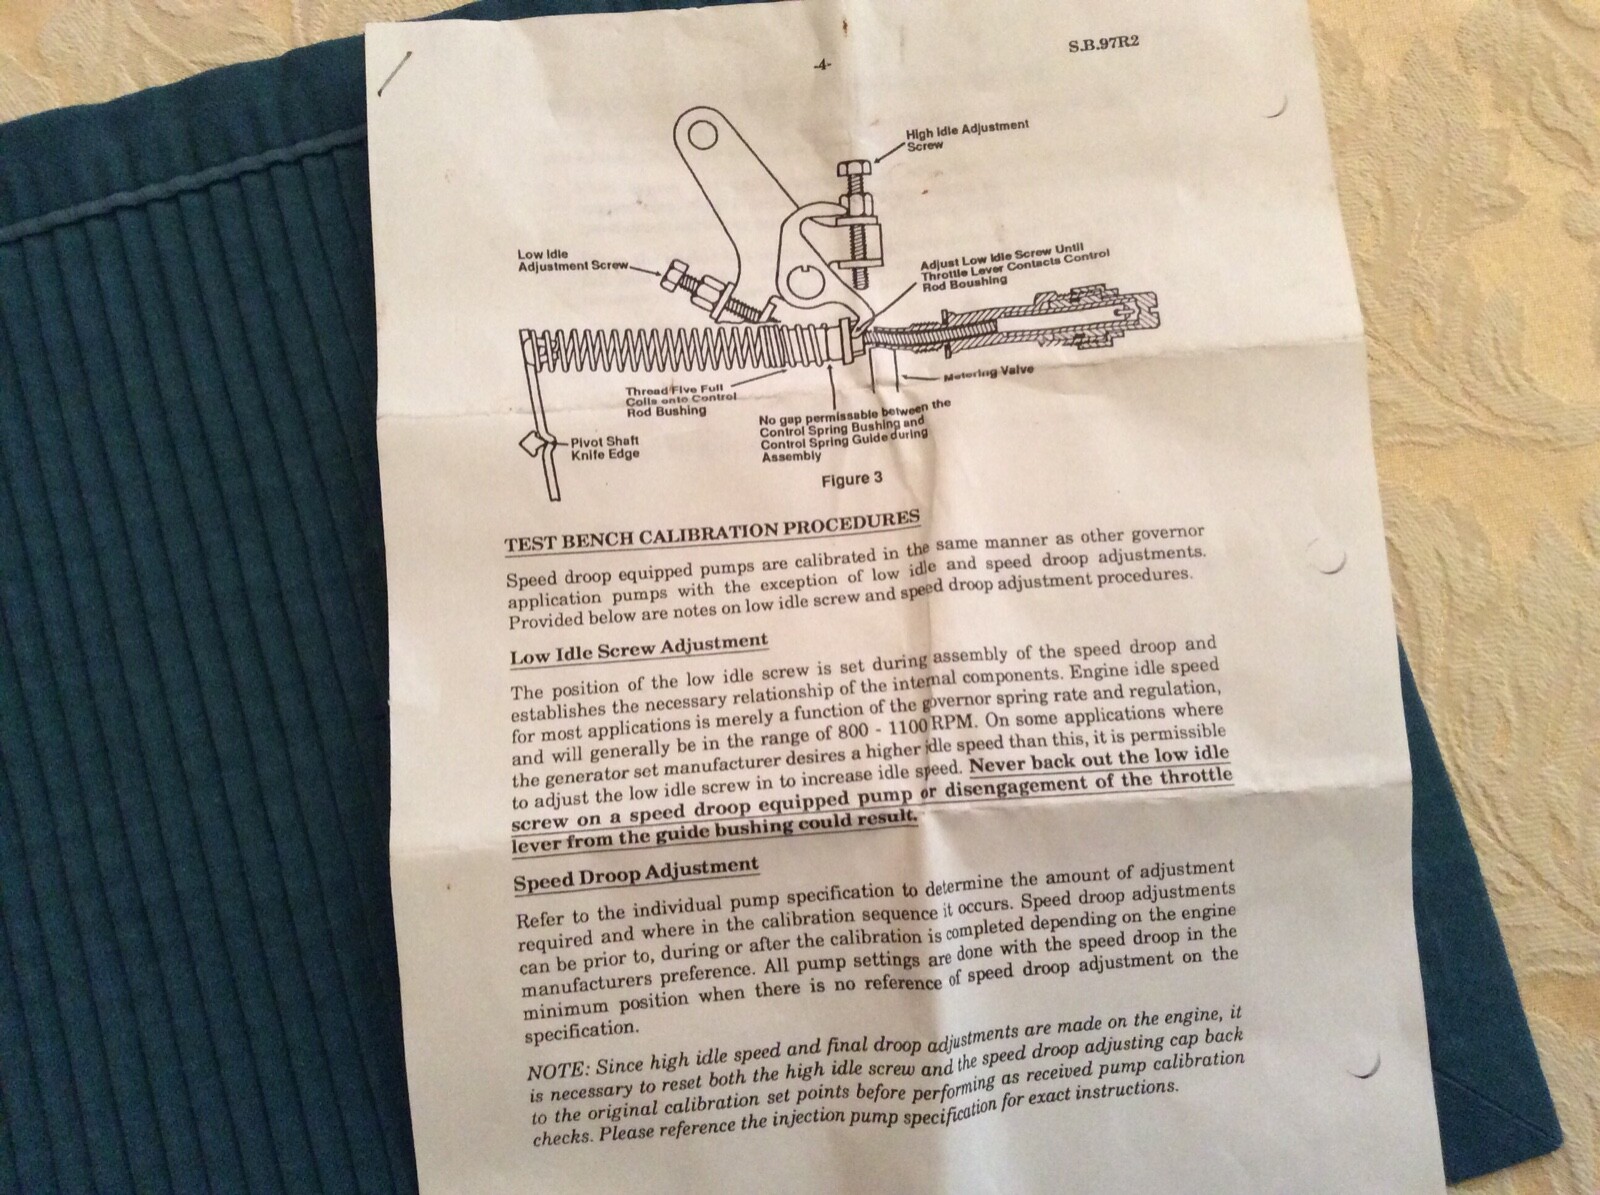 S.B.97R2
-4-
High Idle Adjustment
Screw
Low Idle
Adjustment Screw
Adjust Low Idle Screw Until
Throttle Lever Contacts Control
Rod Boushing
Thread Five Full
Coils onto Control
Rod Bushing
Metering Valve
No gap permissable between the
Control Spring Bushing and
Control Spring Guide during
Assembly
Pivot Shaft
Knife Edge
Figure 3
TEST BENCH CALIBRATION PROCEDURES
Speed droop equipped pumps are calibrated in the same manner as other governor
application pumps with the exception of low idle and speed droop adjustments.
Provided below are notes on low idle screw and speed droop adjustment procedures.
Low Idle Screw Adjustment
The position of the low idle screw is set during assembly of the speed droop and
establishes the necessary relationship of the internal components. Engine idle speed
for most applications is merely a function of the governor spring rate and regulation,
and will generally be in the range of 800 - 1100 RPM. On some applications where
the generator set manufacturer desires a higher idle speed than this, it is permissible
to adjust the low idle screw in to increase idle speed. Never back out the low idle
screw on a speed droop equipped pump or disengagement of the throttle
lever from the guide bushing could result.
Speed Droop Adjustment
Refer to the individual pump specification to determine the amount of adjustment
required and where in the calibration sequence it occurs. Speed droop adjustments
can be prior to, during or after the calibration is completed depending on the engine
manufacturers preference. All pump settings are done with the speed droop in the
minimum position when there is no reference of speed droop adjustment on the
specification.
NOTE: Since high idle speed and final droop adjustments are made on the engine, it
is necessary to reset both the high idle screw and the speed droop adjusting cap back
to the original calibration set points before performing as received pump calibration
checks. Please reference the injection pump specification for exact instructions.